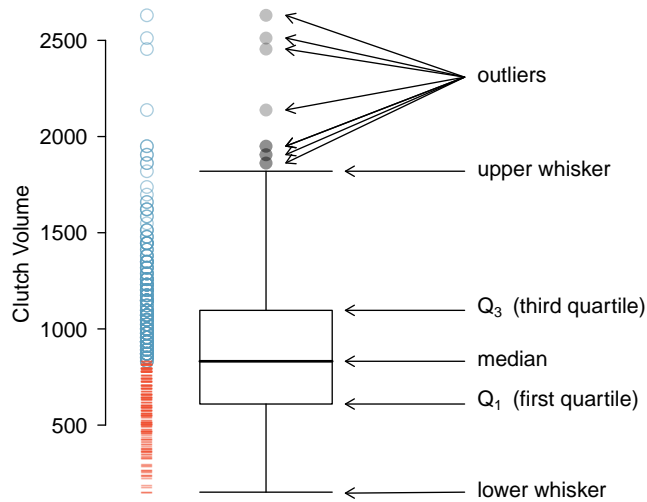 2500
2000
1500
1000
500
Clutch Volume
outliers
upper whisker
Q3 (third quartile)
median
Q1 (first quartile)
lower whisker